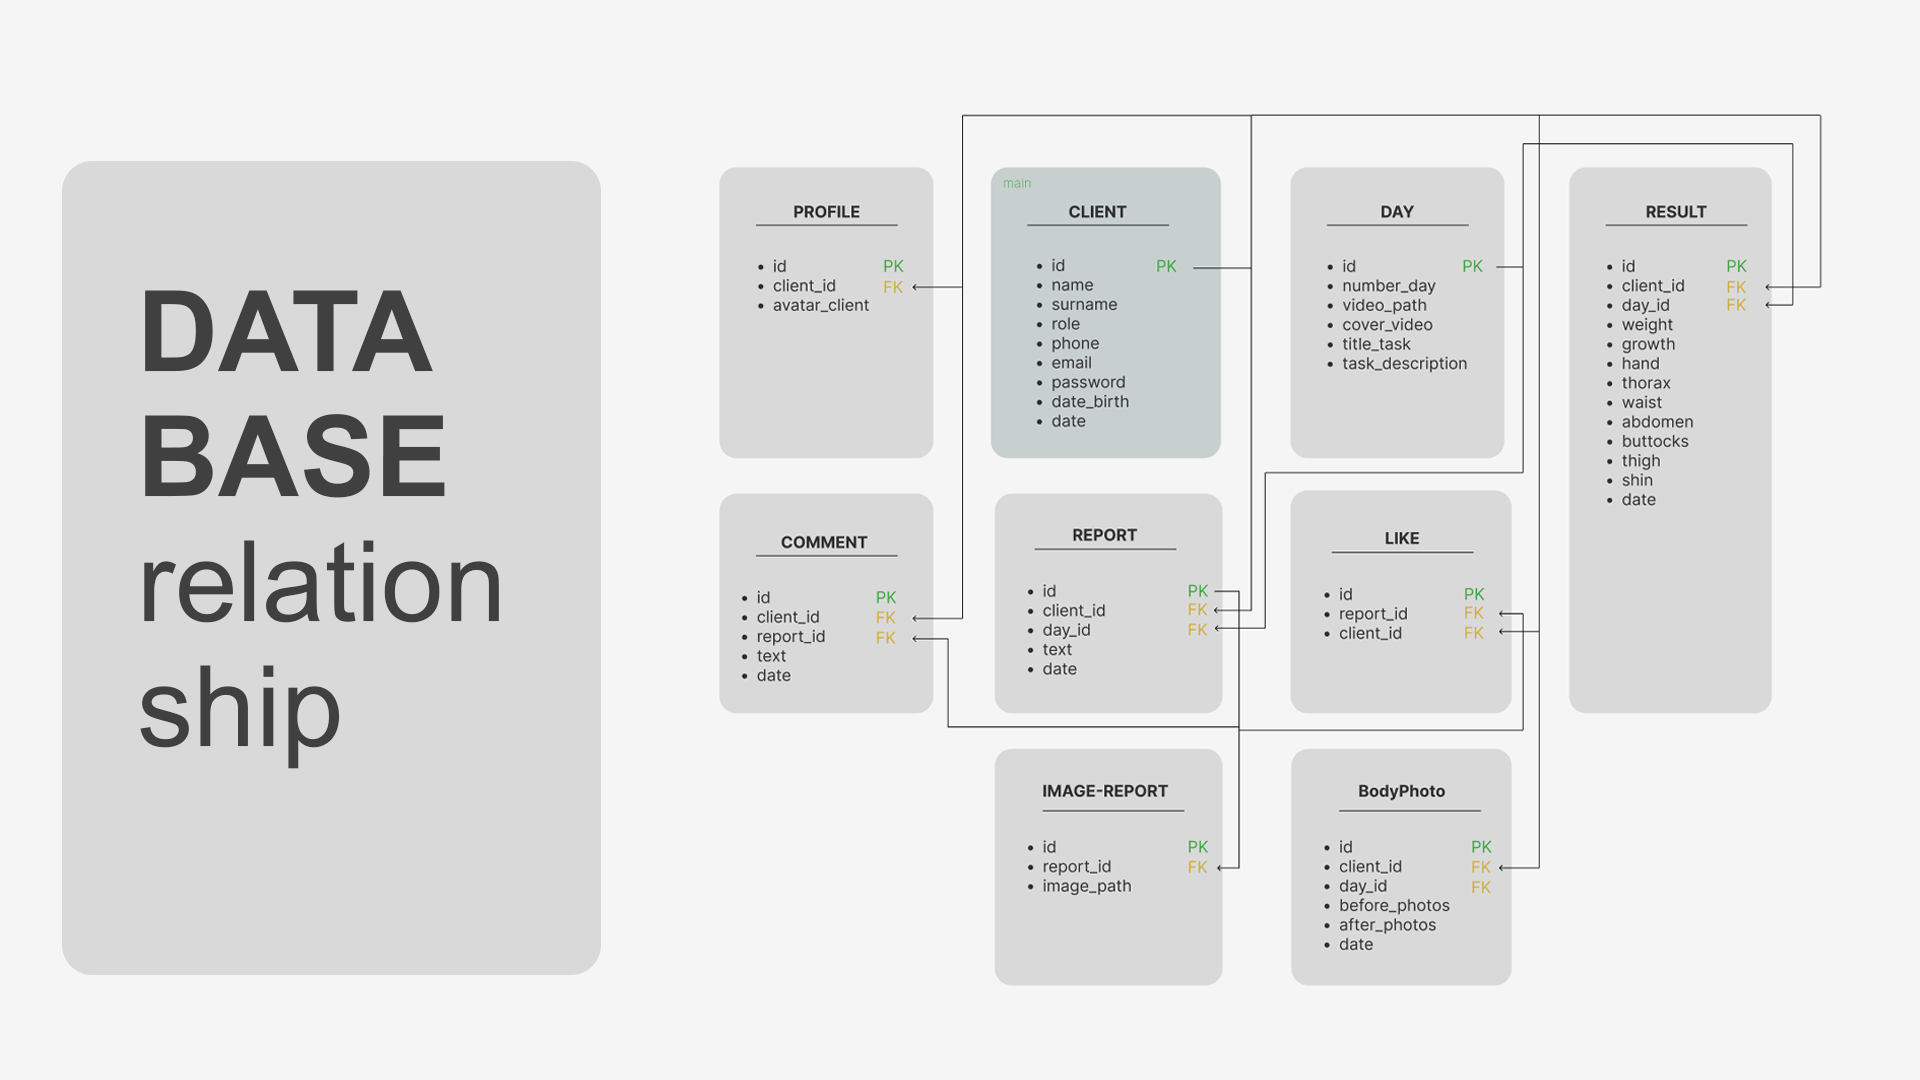 DATA
BASE
relation
ship
PROFILE
id PK
client_id FK
avatar_client
main
CLIENT
id PK
name
surname
role
phone
email
password
date_birth
date
DAY
id PK
number_day
video_path
cover_video
title_task
task_description
RESULT
id PK
client_id FK
day_id FK
weight
growth
hand
thorax
waist
abdomen
buttocks
thigh
shin
date
COMMENT
id PK
client_id FK
report_id FK
text
date
REPORT
id PK
client_id FK
day_id FK
text
date
LIKE
id PK
report_id FK
client_id FK
IMAGE-REPORT
id PK
report_id FK
image_path
BodyPhoto
id PK
client_id FK
day_id FK
before_photos
after_photos
date